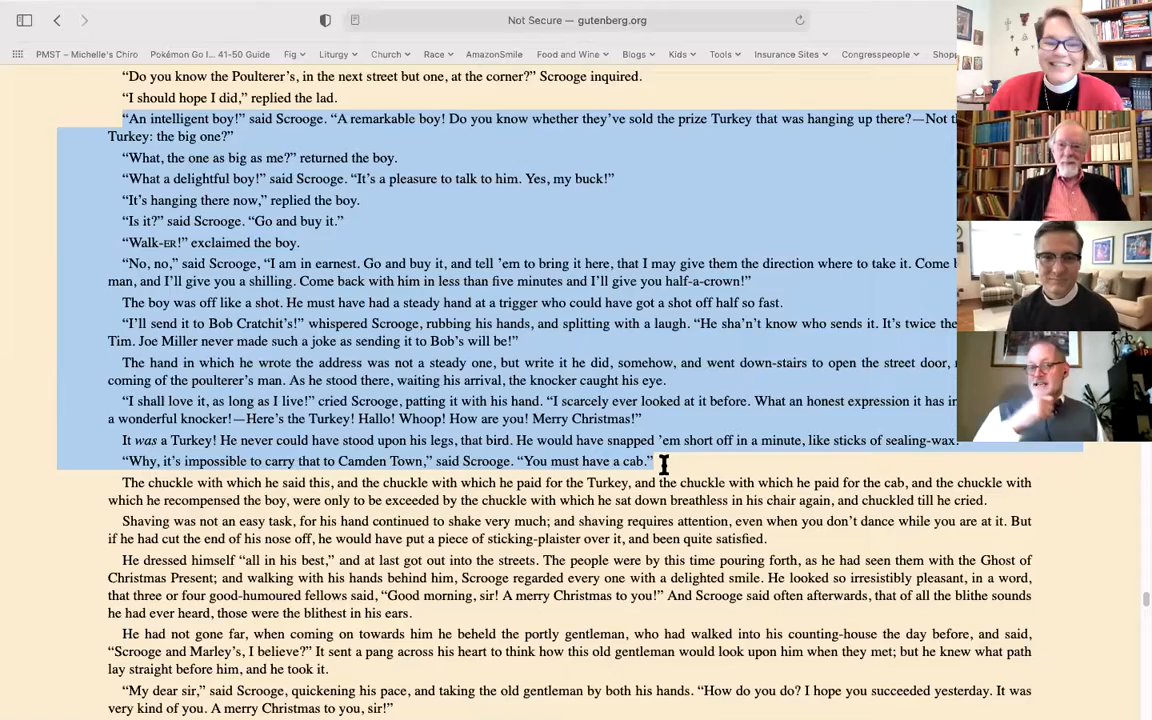 Not Secure — gutenberg.org
PMST – Michelle's Chiro Pokémon Go I... 41-50 Guide Fig Liturgy Church Race AmazonSmile Food and Wine Blogs Kids Tools Insurance Sites Congresspeople Shopp
“Do you know the Poulterer’s, in the next street but one, at the corner?” Scrooge inquired.
“I should hope I did,” replied the lad.
“An intelligent boy!” said Scrooge. “A remarkable boy! Do you know whether they’ve sold the prize Turkey that was hanging up there?—Not th
Turkey: the big one?”
“What, the one as big as me?” returned the boy.
“What a delightful boy!” said Scrooge. “It’s a pleasure to talk to him. Yes, my buck!”
“It’s hanging there now,” replied the boy.
“Is it?” said Scrooge. “Go and buy it.”
“Walk-ER!” exclaimed the boy.
“No, no,” said Scrooge, “I am in earnest. Go and buy it, and tell ’em to bring it here, that I may give them the direction where to take it. Come
man, and I’ll give you a shilling. Come back with him in less than five minutes and I’ll give you half-a-crown!”
The boy was off like a shot. He must have had a steady hand at a trigger who could have got a shot off half so fast.
“I’ll send it to Bob Cratchit’s!” whispered Scrooge, rubbing his hands, and splitting with a laugh. “He sha’n’t know who sends it. It’s twice the
Tim. Joe Miller never made such a joke as sending it to Bob’s will be!”
The hand in which he wrote the address was not a steady one, but write it he did, somehow, and went down-stairs to open the street door,
coming of the poulterer’s man. As he stood there, waiting his arrival, the knocker caught his eye.
“I shall love it, as long as I live!” cried Scrooge, patting it with his hand. “I scarcely ever looked at it before. What an honest expression it has in
a wonderful knocker!—Here’s the Turkey! Hallo! Whoop! How are you! Merry Christmas!”
It was a Turkey! He never could have stood upon his legs, that bird. He would have snapped ’em short off in a minute, like sticks of sealing-wax.
“Why, it’s impossible to carry that to Camden Town,” said Scrooge. “You must have a cab.”
The chuckle with which he said this, and the chuckle with which he paid for the Turkey, and the chuckle with which he paid for the cab, and the chuckle with
which he recompensed the boy, were only to be exceeded by the chuckle with which he sat down breathless in his chair again, and chuckled till he cried.
Shaving was not an easy task, for his hand continued to shake very much; and shaving requires attention, even when you don’t dance while you are at it. But
if he had cut the end of his nose off, he would have put a piece of sticking-plaister over it, and been quite satisfied.
He dressed himself “all in his best,” and at last got out into the streets. The people were by this time pouring forth, as he had seen them with the Ghost of
Christmas Present; and walking with his hands behind him, Scrooge regarded every one with a delighted smile. He looked so irresistibly pleasant, in a word,
that three or four good-humoured fellows said, “Good morning, sir! A merry Christmas to you!” And Scrooge said often afterwards, that of all the blithe sounds
he had ever heard, those were the blithest in his ears.
He had not gone far, when coming on towards him he beheld the portly gentleman, who had walked into his counting-house the day before, and said,
“Scrooge and Marley’s, I believe?” It sent a pang across his heart to think how this old gentleman would look upon him when they met; but he knew what path
lay straight before him, and he took it.
“My dear sir,” said Scrooge, quickening his pace, and taking the old gentleman by both his hands. “How do you do? I hope you succeeded yesterday. It was
very kind of you. A merry Christmas to you, sir!”